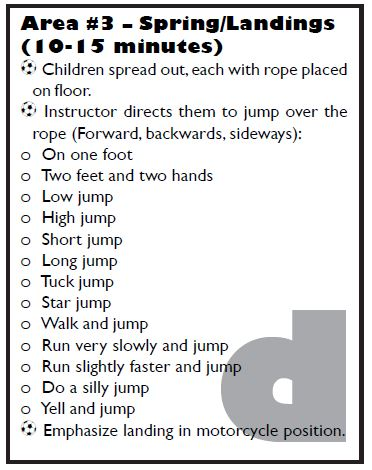 Area #3 – Spring/Landings
(10-15 minutes)
Children spread out, each with rope placed
on floor.
Instructor directs them to jump over the
rope (Forward, backwards, sideways):
o On one foot
o Two feet and two hands
o Low jump
o High jump
o Short jump
o Long jump
o Tuck jump
o Star jump
o Walk and jump
o Run very slowly and jump
o Run slightly faster and jump
o Do a silly jump
o Yell and jump
Emphasize landing in motorcycle position.
d